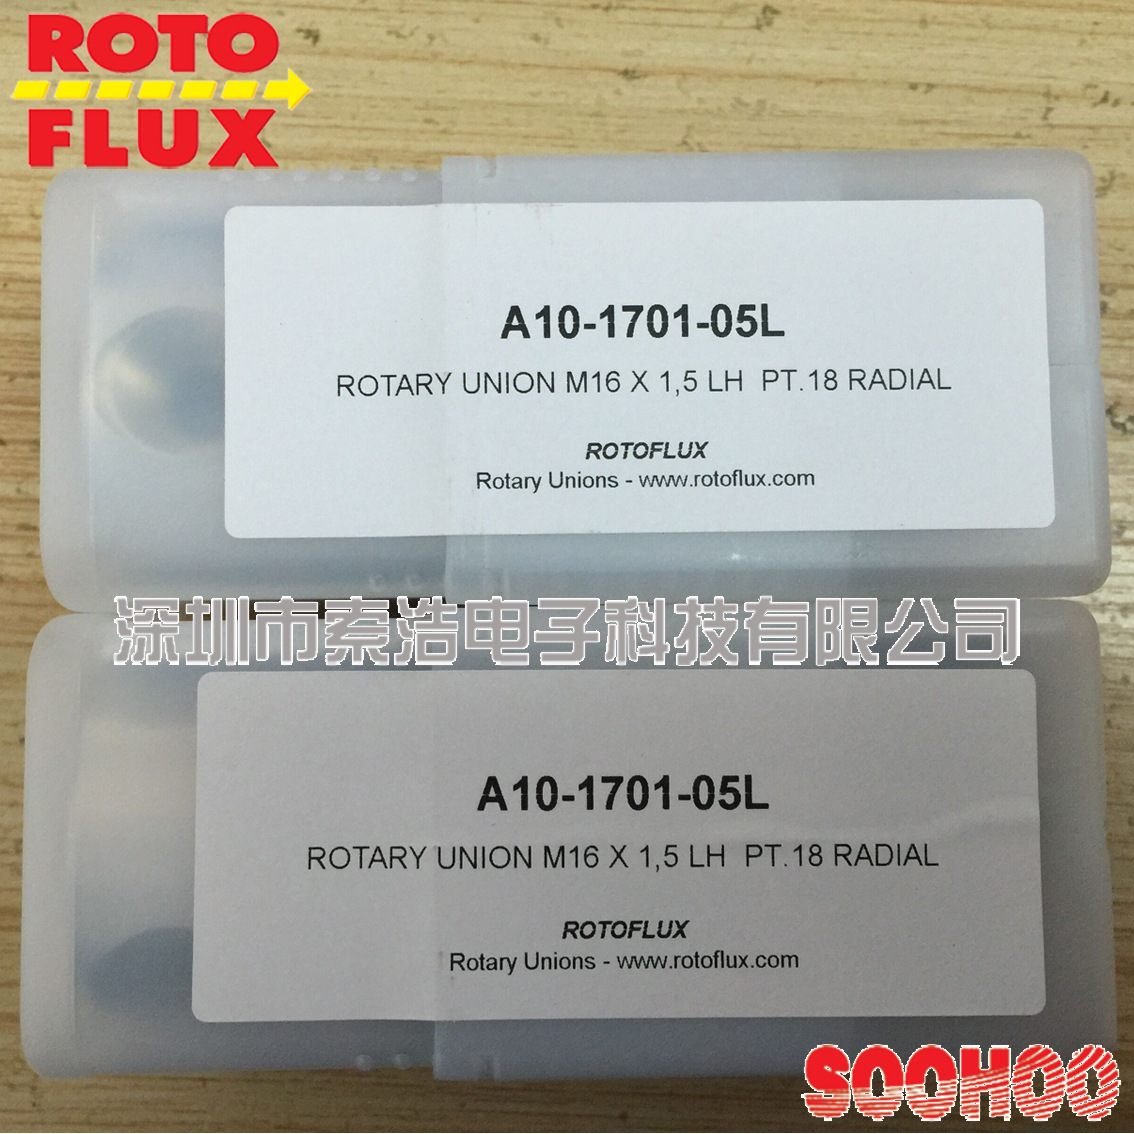 ROTO
FLUX
A10-1701-05L
ROTARY UNION M16 X 1,5 LH PT.18 RADIAL
ROTOFLUX
Rotary Unions - www.rotoflux.com
深圳市索浩电子科技有限公司
A10-1701-05L
ROTARY UNION M16 X 1,5 LH PT.18 RADIAL
ROTOFLUX
Rotary Unions - www.rotoflux.com
SOOHOO